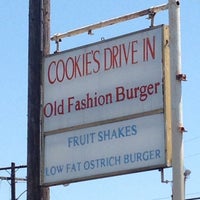 COOKIE'S DRIVE IN
Old Fashion Burger
FRUIT SHAKES
LOW FAT OSTRICH BURGER